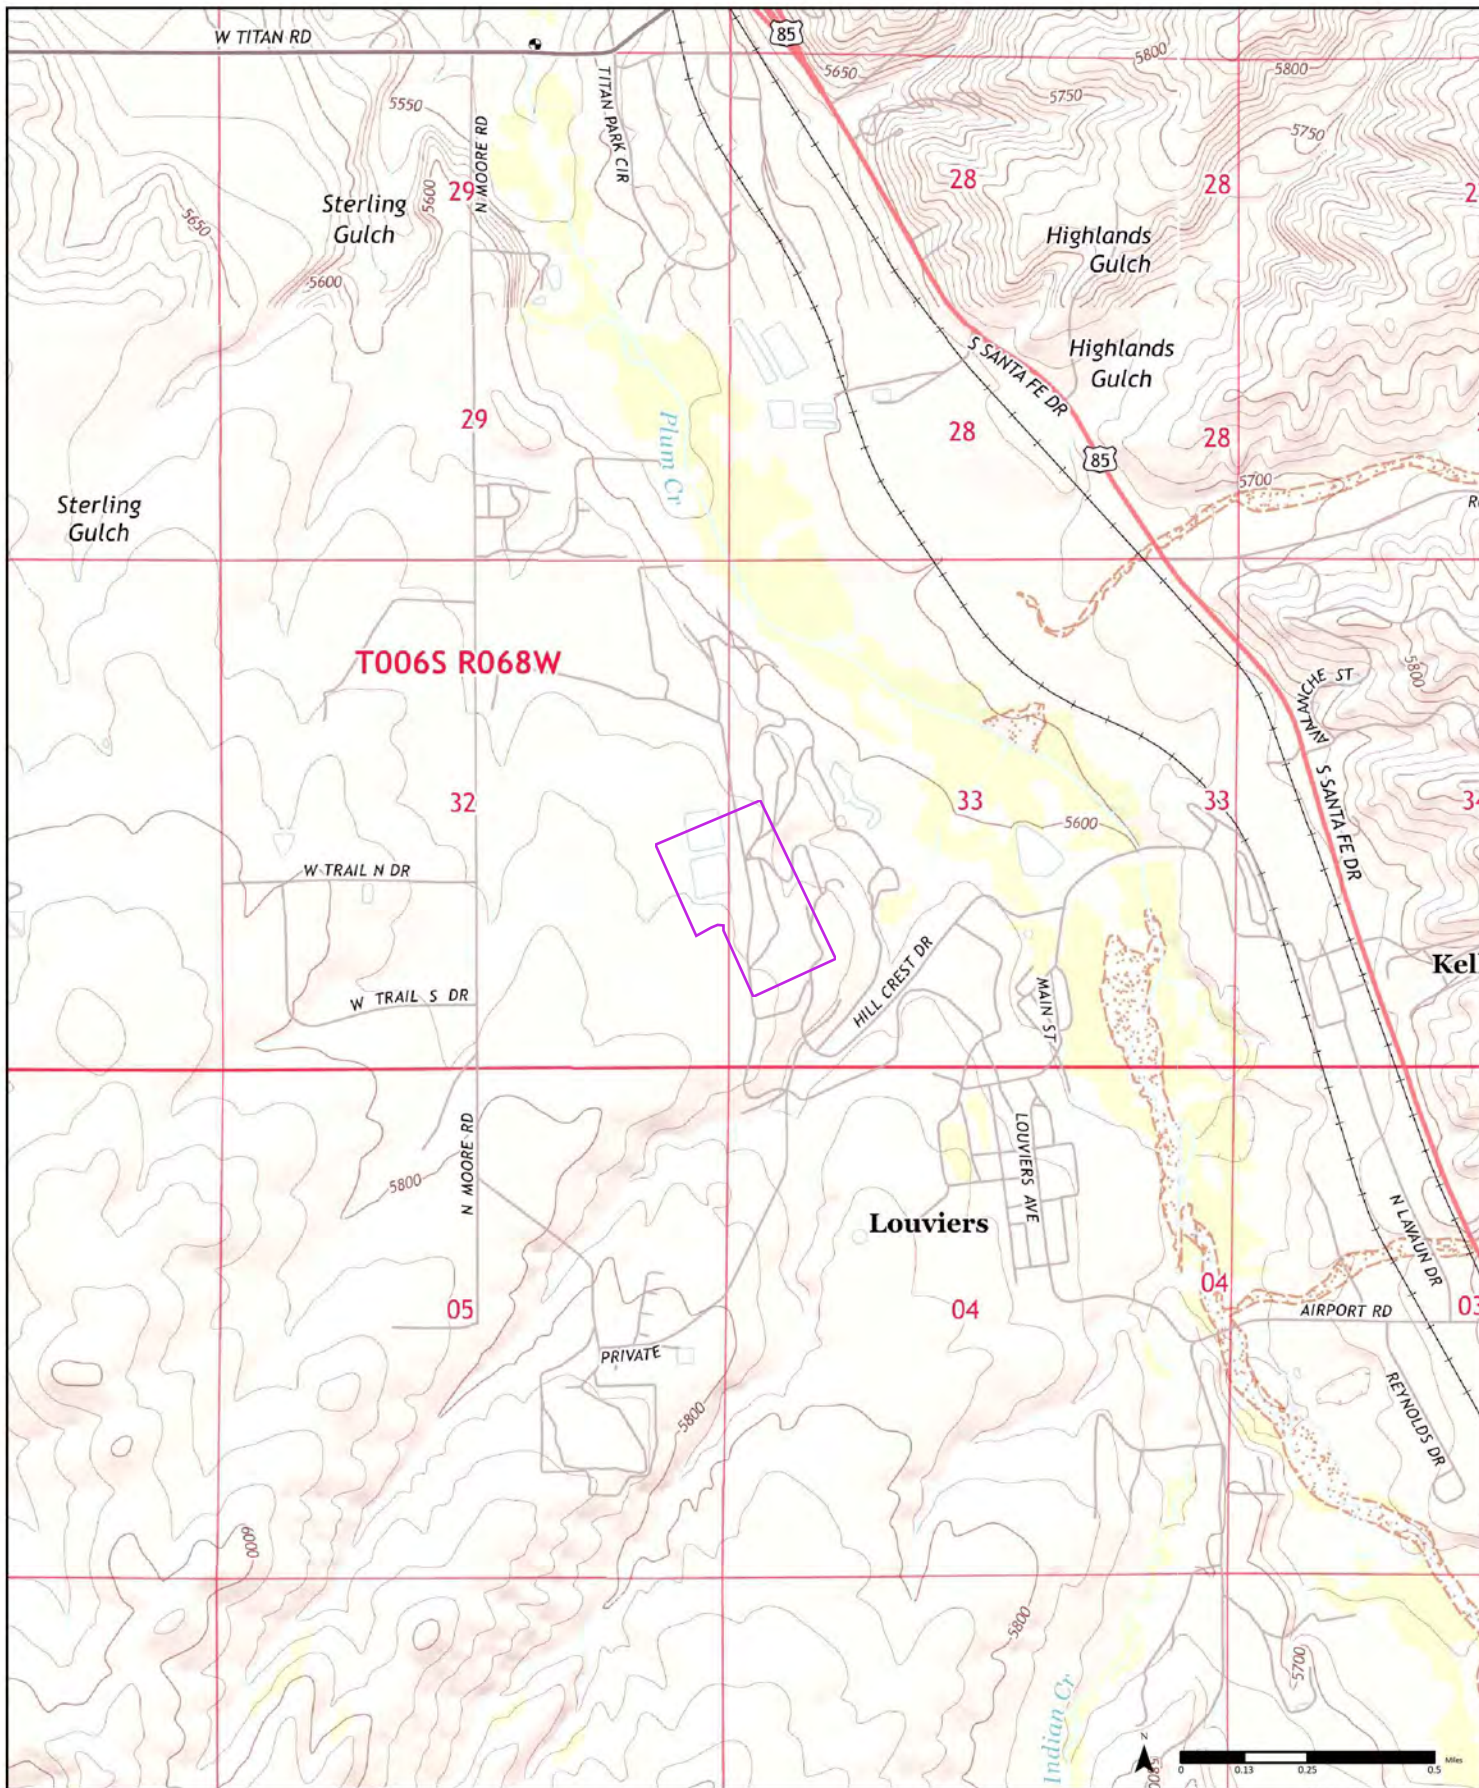 W TITAN RD
85
5650
5800
5800
5550
5750
5750
TITAN PARK CIR
N MOORE RD
29
28
28
5600
Sterling
Gulch
5650
Highlands
Gulch
5600
S SANTA FE DR
Highlands
Gulch
29
Plum Cr
28
28
85
5700
Sterling
Gulch
T006S R068W
5800
AVALANCHE ST
32
33
33
S SANTA FE DR
5600
W TRAIL N DR
HILL CREST DR
Kel
MAIN ST
W TRAIL S DR
N MOORE RD
LOUVIERS AVE
5800
Louviers
N LAVAUN DR
05
04
04
03
AIRPORT RD
PRIVATE
5800
REYNOLDS DR
6000
5800
5700
Indian Cr
N
0 0.13 0.25 0.5 Miles